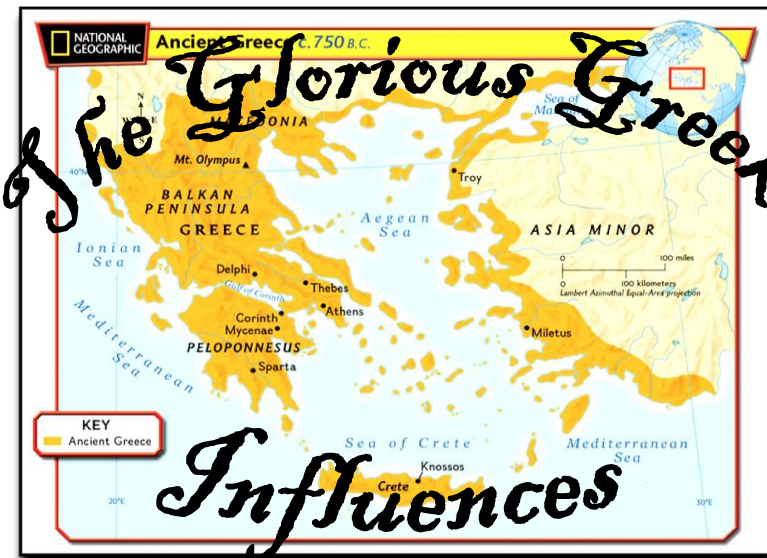 NATIONAL
GEOGRAPHIC
Ancient Greece c. 750 B.C.
The Glorious Greek
N
W E
S
MACEDONIA
Sea of
Mt. Olympus
40°N
Troy
BALKAN
PENINSULA
GREECE
Aegean
Sea
ASIA MINOR
Ionian
Sea
0 100 miles
0 100 kilometers
Lambert Azimuthal Equal-Area projection
Delphi
Thebes
Gulf of Corinth
Athens
Corinth
Mycenae
Miletus
PELOPONNESUS
Sparta
Mediterranean
Sea
KEY
Ancient Greece
Sea of Crete
Mediterranean
Sea
Knossos
Crete
Influences
20°E
30°E